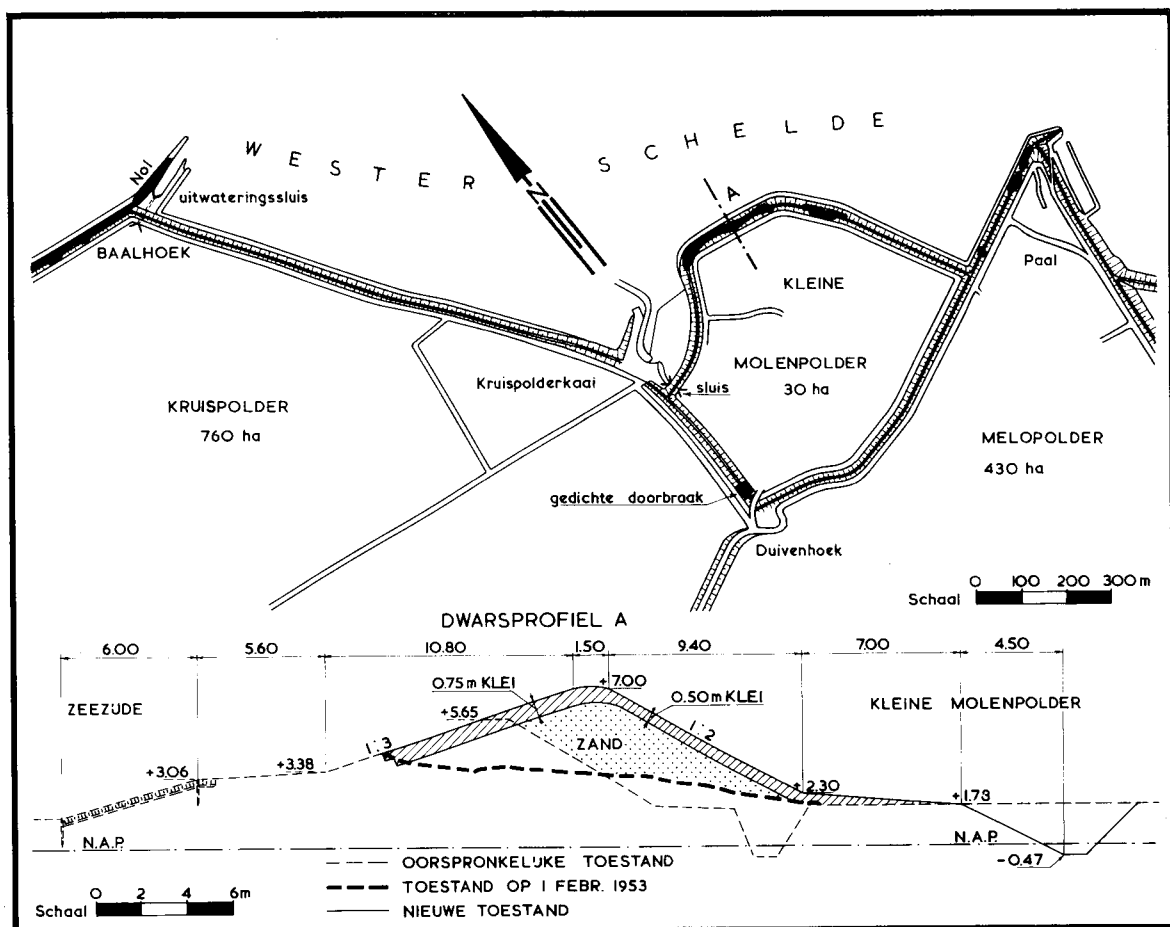 WESTER SCHELDE
Nol
uitwateringssluis
BAALHOEK
N
A
KLEINE
MOLENPOLDER
30 ha
Paal
Kruispolderkaai
sluis
KRUISPOLDER
760 ha
MELOPOLDER
430 ha
gedichte doorbraak
Duivenhoek
Schaal 0 100 200 300 m
DWARSPROFIEL A
6.00 5.60 10.80 1.50 9.40 7.00 4.50
ZEEZIJDE
0.75 m KLEI
+7.00
0.50 m KLEI
KLEINE MOLENPOLDER
+5.65
1:3
ZAND
1:2
+3.06
+3.38
+2.30
+1.73
N.A.P.
N.A.P.
-0.47
OORSPRONKELIJKE TOESTAND
TOESTAND OP 1 FEBR. 1953
NIEUWE TOESTAND
Schaal 0 2 4 6m